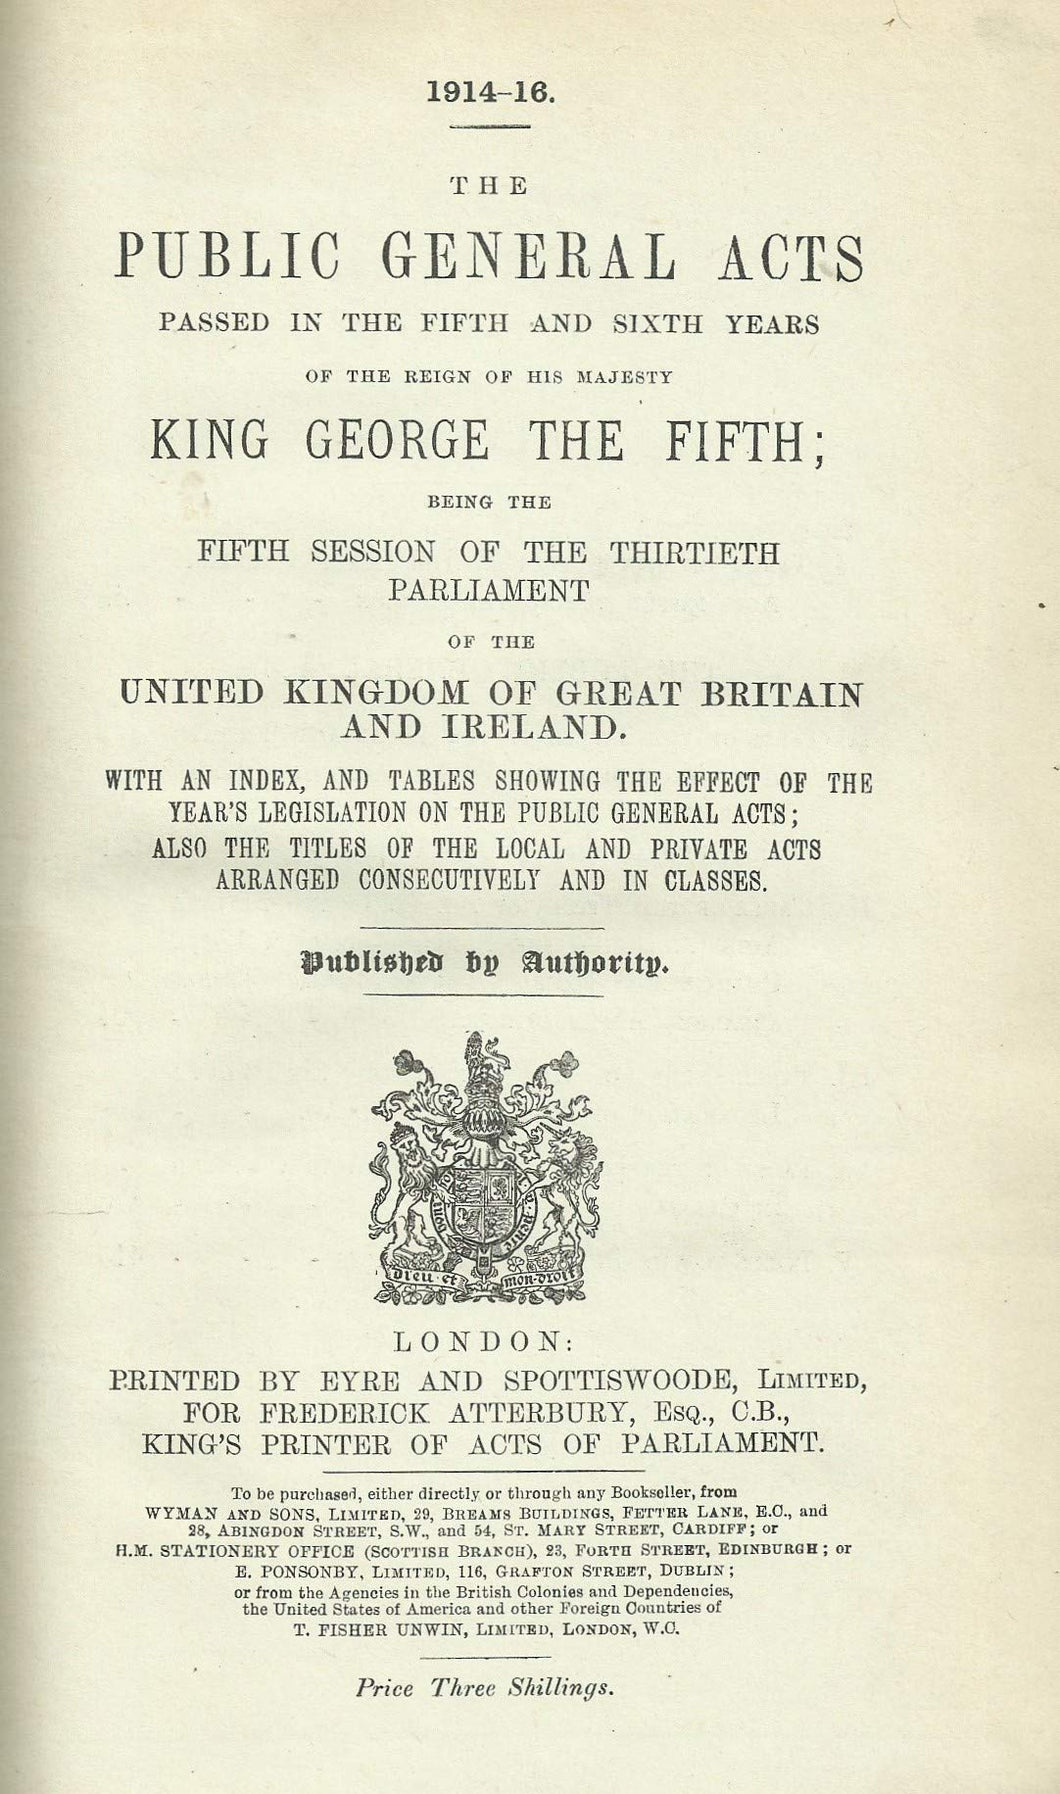 1914–16.
THE
PUBLIC GENERAL ACTS
PASSED IN THE FIFTH AND SIXTH YEARS
OF THE REIGN OF HIS MAJESTY
KING GEORGE THE FIFTH;
BEING THE
FIFTH SESSION OF THE THIRTIETH
PARLIAMENT
OF THE
UNITED KINGDOM OF GREAT BRITAIN
AND IRELAND.
WITH AN INDEX, AND TABLES SHOWING THE EFFECT OF THE
YEAR'S LEGISLATION ON THE PUBLIC GENERAL ACTS;
ALSO THE TITLES OF THE LOCAL AND PRIVATE ACTS
ARRANGED CONSECUTIVELY AND IN CLASSES.
Published by Authority.
Dieu et mon droit
LONDON:
PRINTED BY EYRE AND SPOTTISWOODE, LIMITED,
FOR FREDERICK ATTERBURY, ESQ., C.B.,
KING'S PRINTER OF ACTS OF PARLIAMENT.
To be purchased, either directly or through any Bookseller, from
WYMAN AND SONS, LIMITED, 29, BREAMS BUILDINGS, FETTER LANE, E.C., and
28, ABINGDON STREET, S.W., and 54, ST. MARY STREET, CARDIFF; or
H.M. STATIONERY OFFICE (SCOTTISH BRANCH), 23, FORTH STREET, EDINBURGH; or
E. PONSONBY, LIMITED, 116, GRAFTON STREET, DUBLIN;
or from the Agencies in the British Colonies and Dependencies,
the United States of America and other Foreign Countries of
T. FISHER UNWIN, LIMITED, LONDON, W.C.
Price Three Shillings.